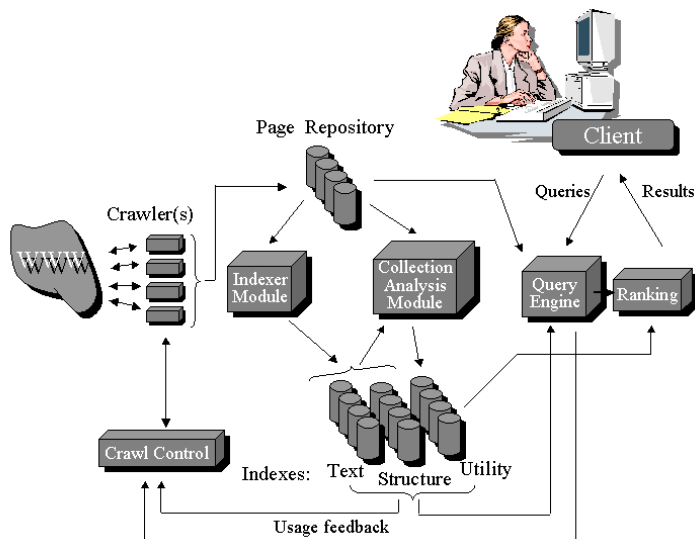 Client
Page Repository
Queries
Results
Crawler(s)
WWW
Indexer
Module
Collection
Analysis
Module
Query
Engine
Ranking
Crawl Control
Indexes:
Text
Structure
Utility
Usage feedback